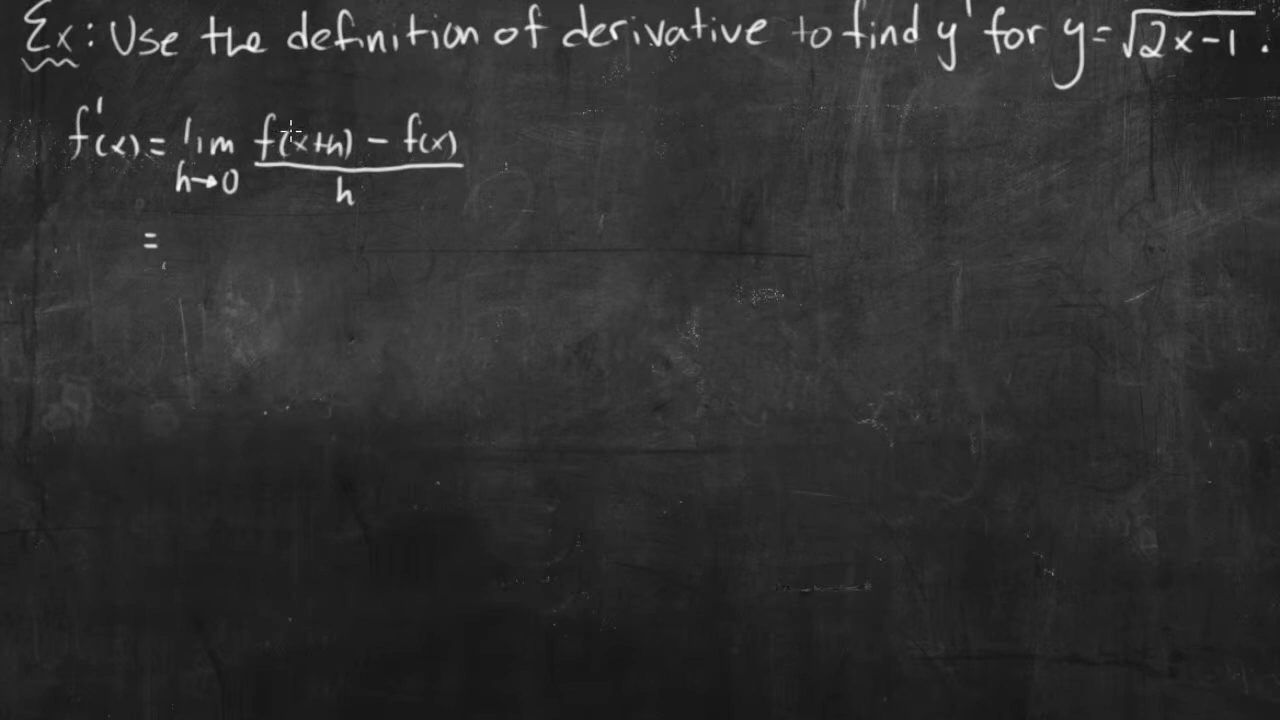 Ex: Use the definition of derivative to find y' for y=√2x-1.
f'(x) = lim f(x+h) - f(x)
h→0 h
=